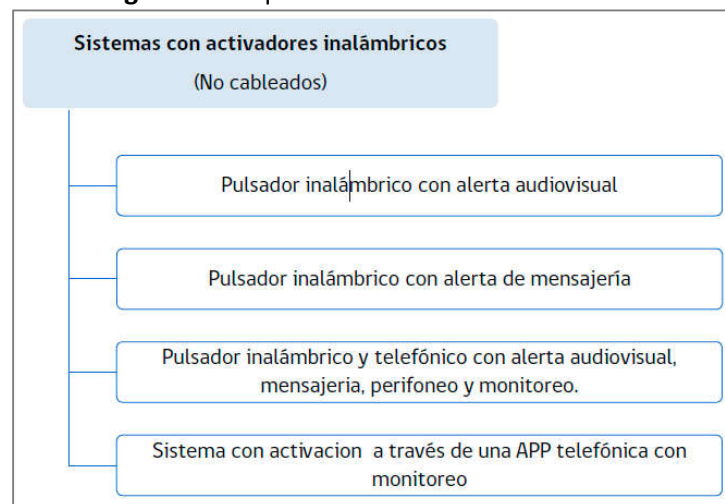 Sistemas con activadores inalámbricos
(No cableados)
Pulsador inalámbrico con alerta audiovisual
Pulsador inalámbrico con alerta de mensajería
Pulsador inalámbrico y telefónico con alerta audiovisual,
mensajeria, perifoneo y monitoreo.
Sistema con activacion a través de una APP telefónica con
monitoreo